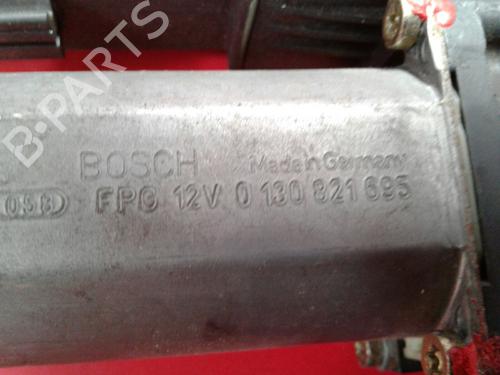 BOSCH Made in Germany
FPG 12V 0 130 821 695
B-PARTS